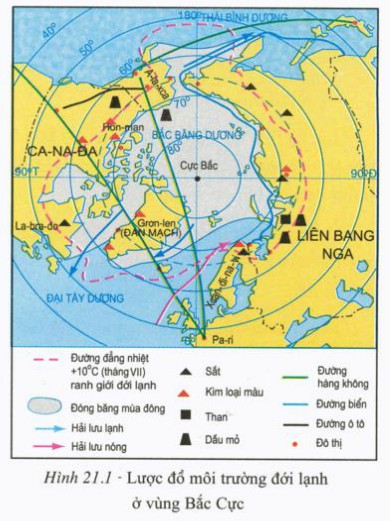 180°
THÁI BÌNH DƯƠNG
40°
50°
60°
A-la-xca
70°
Hôn-man
BẮC BĂNG DƯƠNG
80°
CA-NA-ĐA
Cực Bắc
90°T
90°Đ
La-bra-đo
Grơn-len
(ĐAN MẠCH)
LIÊN BANG
NGA
Xcan-đi-na-vi
ĐẠI TÂY DƯƠNG
Pa-ri
Đường đẳng nhiệt
+10°C (tháng VII)
ranh giới đới lạnh
Đóng băng mùa đông
Hải lưu lạnh
Hải lưu nóng
Sắt
Kim loại màu
Than
Dầu mỏ
Đường
hàng không
Đường biển
Đường ô tô
Đô thị
Hình 21.1 - Lược đồ môi trường đới lạnh
ở vùng Bắc Cực